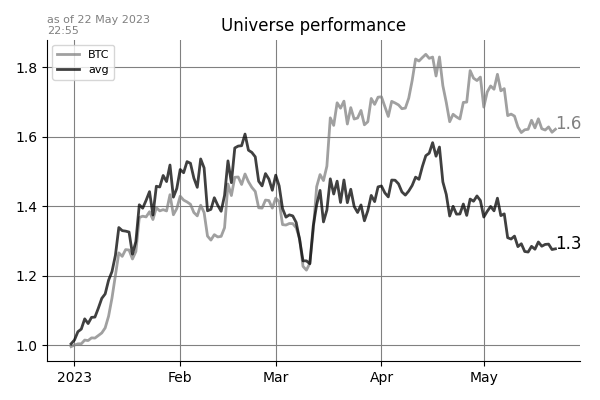 as of 22 May 2023
22:55
Universe performance
BTC
avg
1.8
1.6
1.4
1.2
1.0
1.6
1.3
2023
Feb
Mar
Apr
May